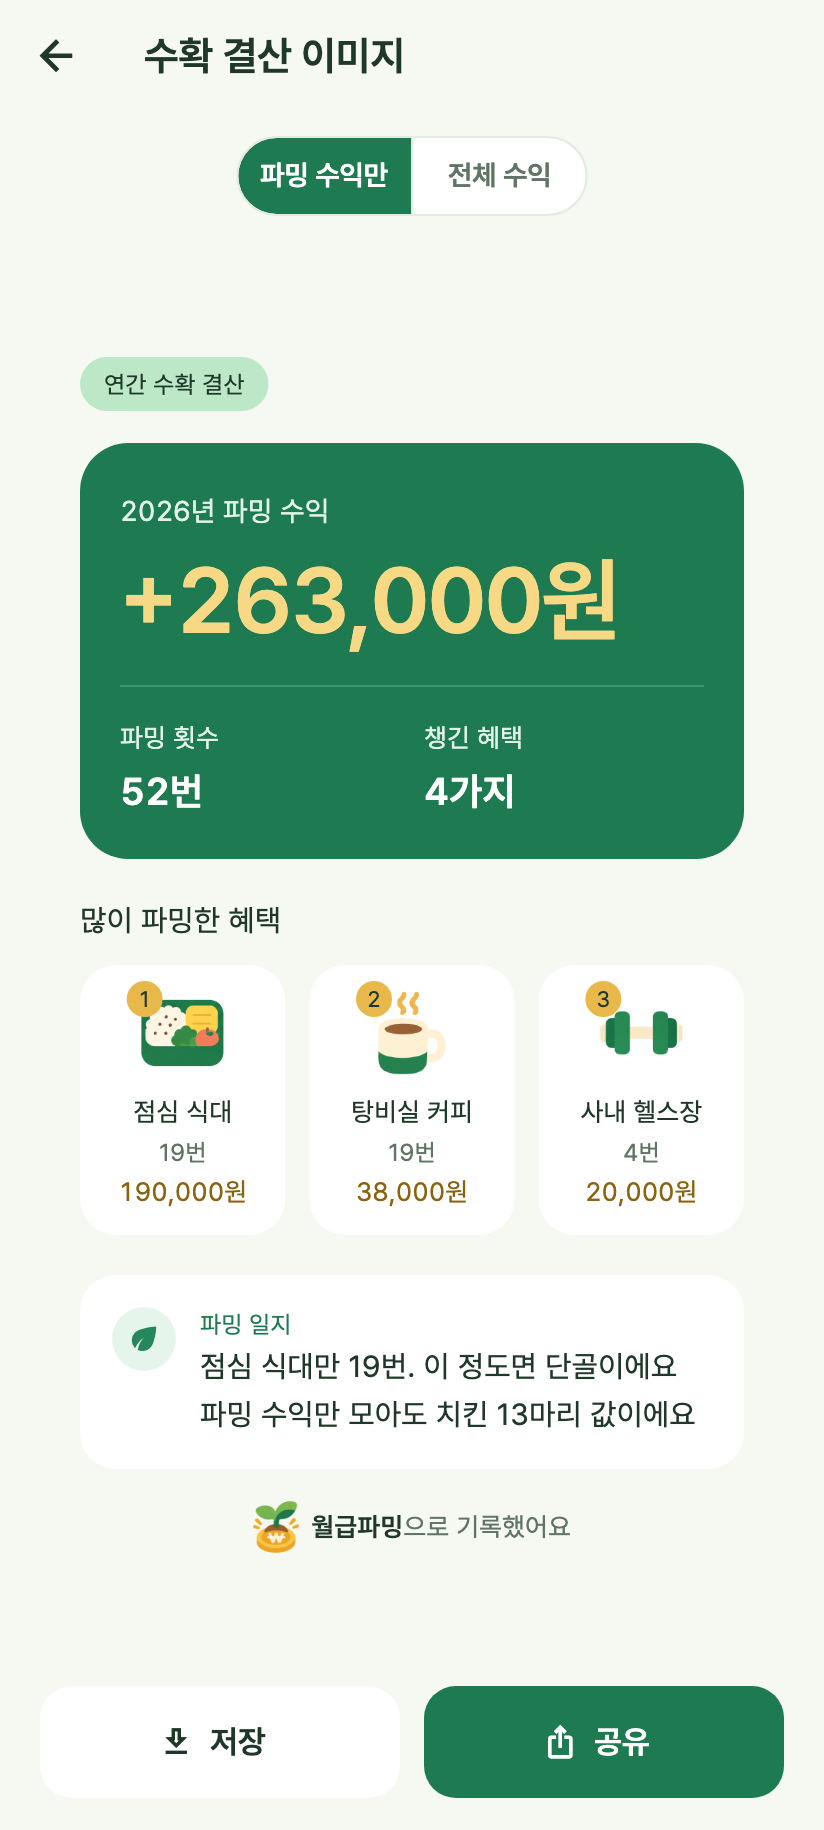 수확 결산 이미지
파밍 수익만 전체 수익
연간 수확 결산
2026년 파밍 수익
+263,000원
파밍 횟수 챙긴 혜택
52번 4가지
많이 파밍한 혜택
1 2 3
점심 식대 탕비실 커피 사내 헬스장
19번 19번 4번
190,000원 38,000원 20,000원
파밍 일지
점심 식대만 19번. 이 정도면 단골이에요
파밍 수익만 모아도 치킨 13마리 값이에요
₩ 월급파밍으로 기록했어요
저장 공유